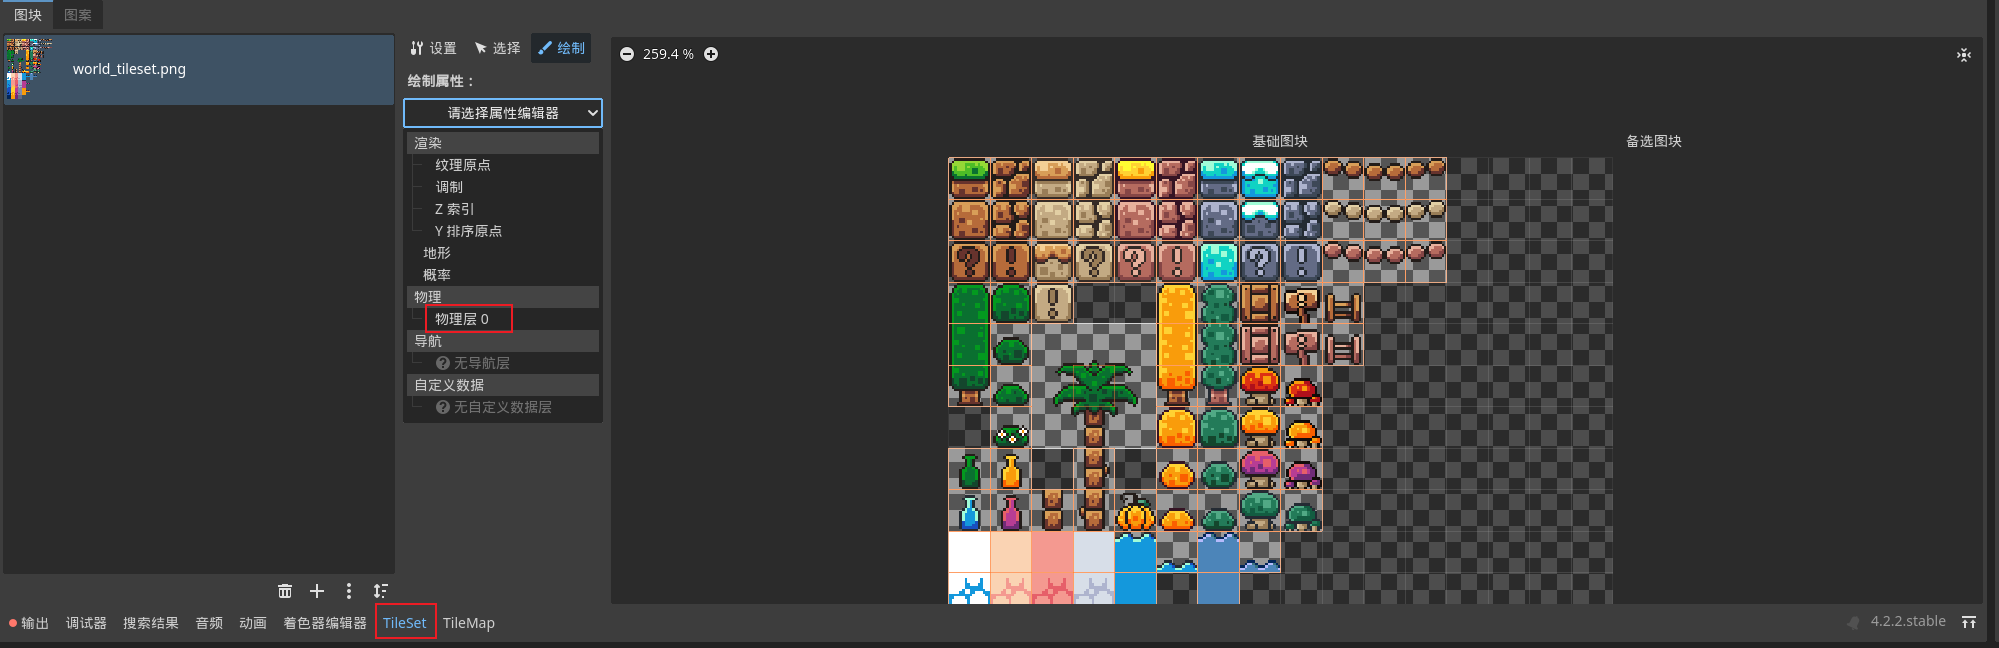 图块 图案
world_tileset.png
设置 选择 绘制
绘制属性：
请选择属性编辑器
渲染
纹理原点
调制
Z 索引
Y 排序原点
地形
概率
物理
物理层 0
导航
无导航层
自定义数据
无自定义数据层
259.4 %
基础图块 备选图块
输出 调试器 搜索结果 音频 动画 着色器编辑器 TileSet TileMap 4.2.2.stable